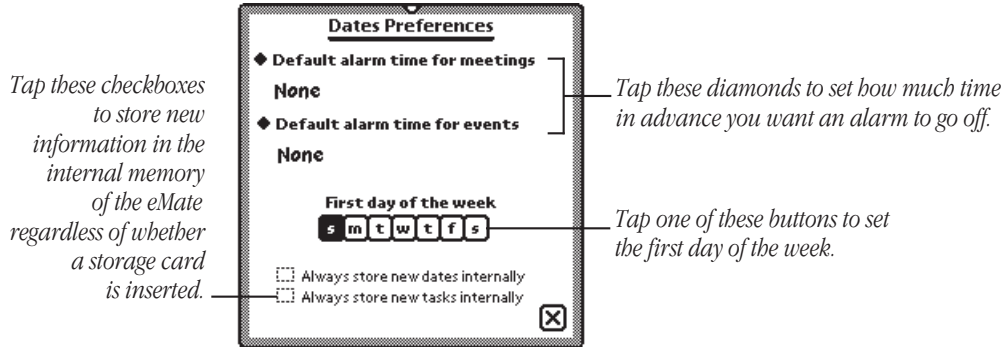 Dates Preferences
Default alarm time for meetings
None
Default alarm time for events
None
First day of the week
s m t w t f s
Always store new dates internally
Always store new tasks internally
Tap these checkboxes
to store new
information in the
internal memory
of the eMate
regardless of whether
a storage card
is inserted.
Tap these diamonds to set how much time
in advance you want an alarm to go off.
Tap one of these buttons to set
the first day of the week.